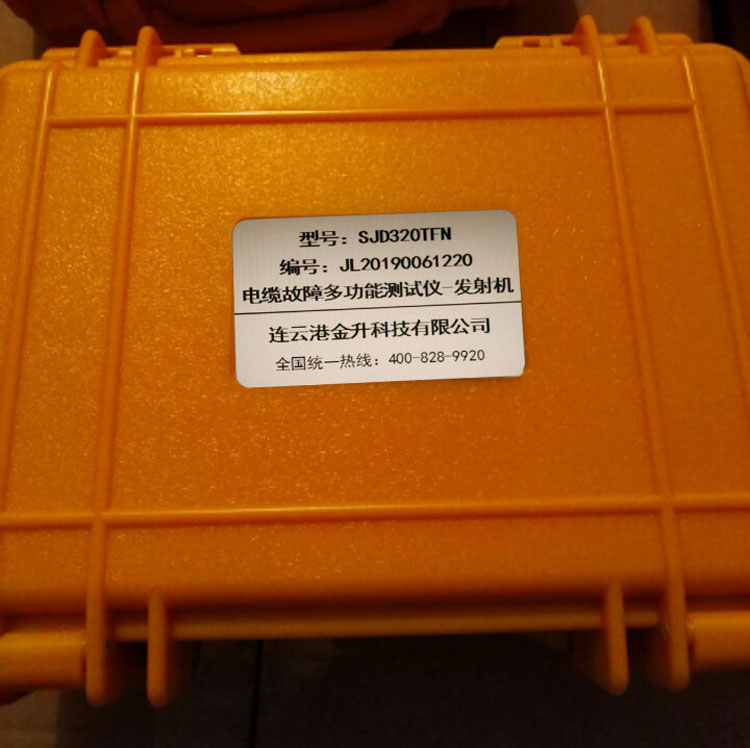 型号：SJD320TFN
编号：JL20190061220
电缆故障多功能测试仪-发射机
连云港金升科技有限公司
全国统一热线：400-828-9920